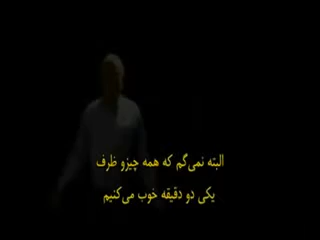 البته نمی‌گم که همه چیزو ظرف
یکی دو دقیقه خوب می‌کنیم